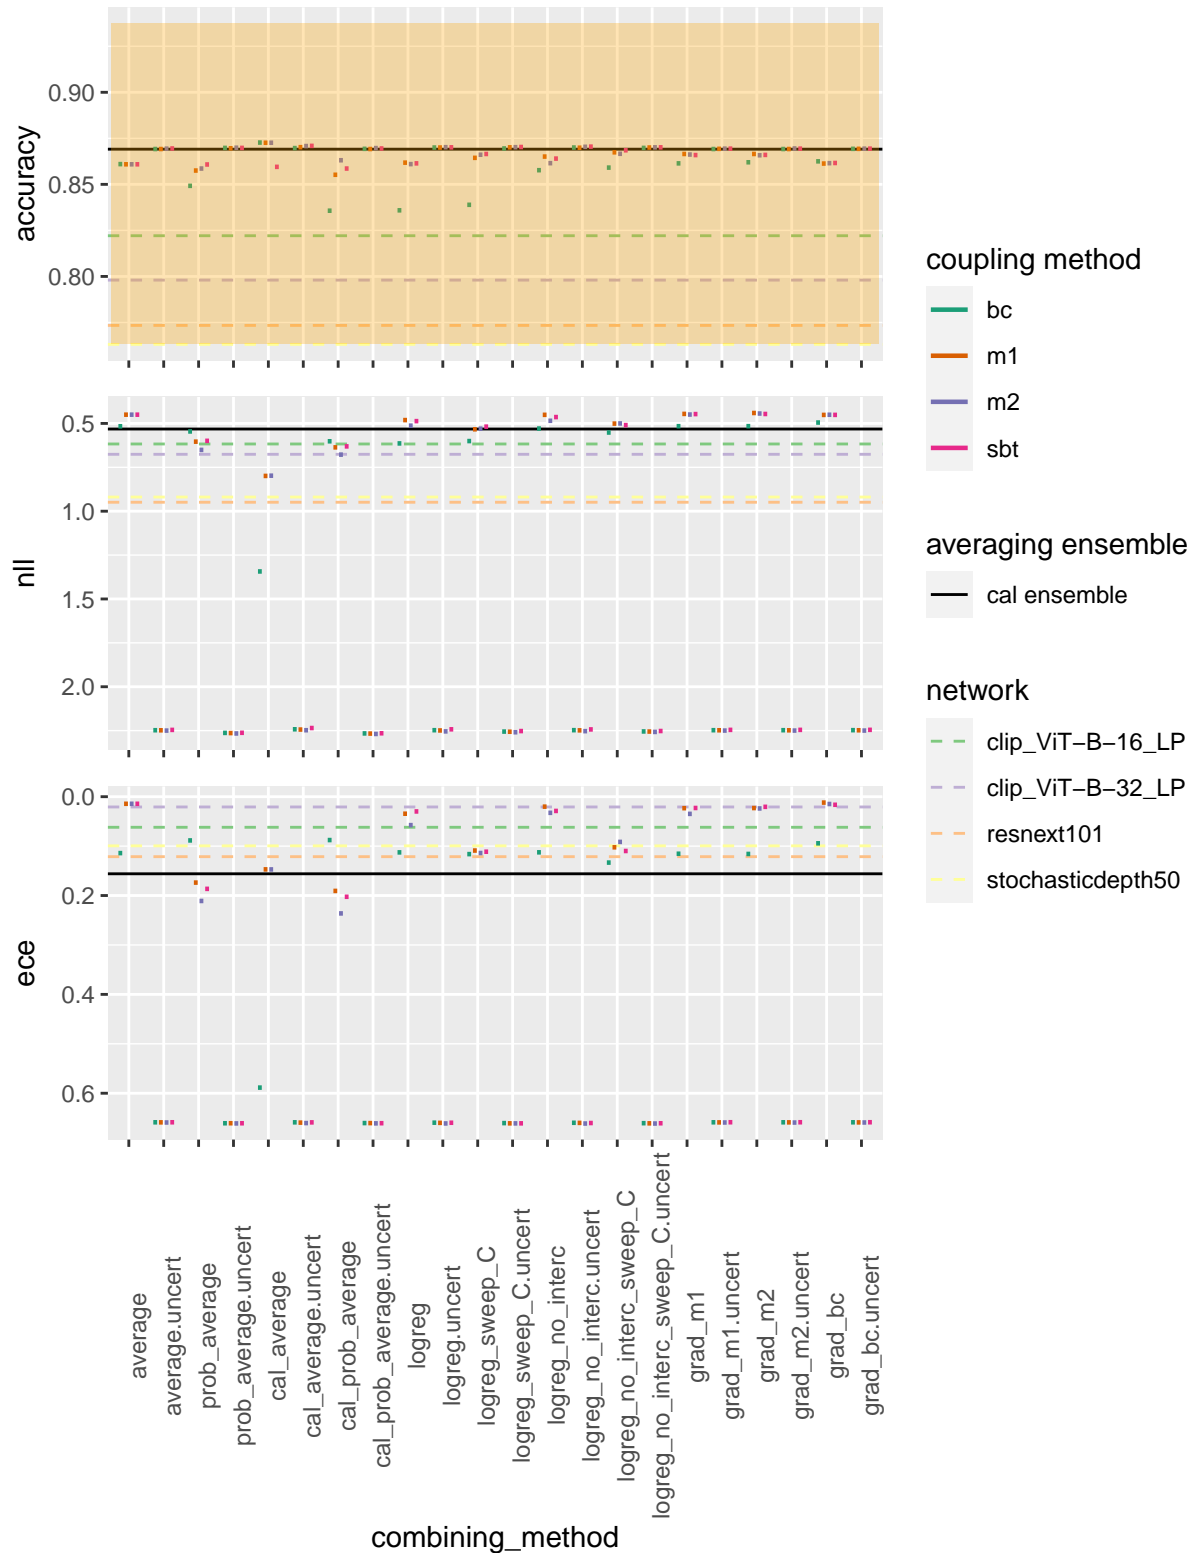 accuracy
0.90
0.85
0.80
nll
0.5
1.0
1.5
2.0
ece
0.0
0.2
0.4
0.6
average
average.uncert
prob_average
prob_average.uncert
cal_average
cal_average.uncert
cal_prob_average
cal_prob_average.uncert
logreg
logreg.uncert
logreg_sweep_C
logreg_sweep_C.uncert
logreg_no_interc
logreg_no_interc.uncert
logreg_no_interc_sweep_C
logreg_no_interc_sweep_C.uncert
grad_m1
grad_m1.uncert
grad_m2
grad_m2.uncert
grad_bc
grad_bc.uncert
combining_method
coupling method
bc
m1
m2
sbt
averaging ensemble
cal ensemble
network
clip_ViT−B−16_LP
clip_ViT−B−32_LP
resnext101
stochasticdepth50